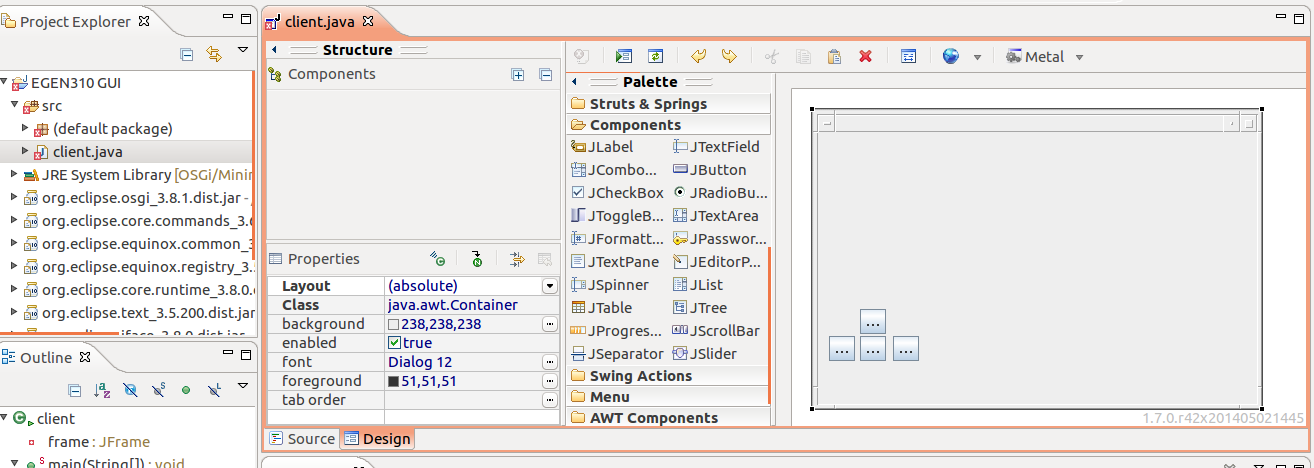 Project Explorer
EGEN310 GUI
src
(default package)
client.java
JRE System Library [OSGi/Minin
org.eclipse.osgi_3.8.1.dist.jar -
org.eclipse.core.commands_3.6
org.eclipse.equinox.common_3
org.eclipse.equinox.registry_3.5
org.eclipse.core.runtime_3.8.0.
org.eclipse.text_3.5.200.dist.jar
Outline
client
frame : JFrame
main(String[]) : void
client.java
Structure
Components
Properties
Layout (absolute)
Class java.awt.Container
background 238,238,238 ...
enabled true
font Dialog 12 ...
foreground 51,51,51 ...
tab order ...
Source Design
Metal
Palette
Struts & Springs
Components
JLabel JTextField
JCombo... JButton
JCheckBox JRadioBu...
JToggleB... JTextArea
JFormatt... JPasswor...
JTextPane JEditorP...
JSpinner JList
JTable JTree
JProgres... JScrollBar
JSeparator JSlider
Swing Actions
Menu
AWT Components
...
... ... ...
1.7.0.r42x201405021445